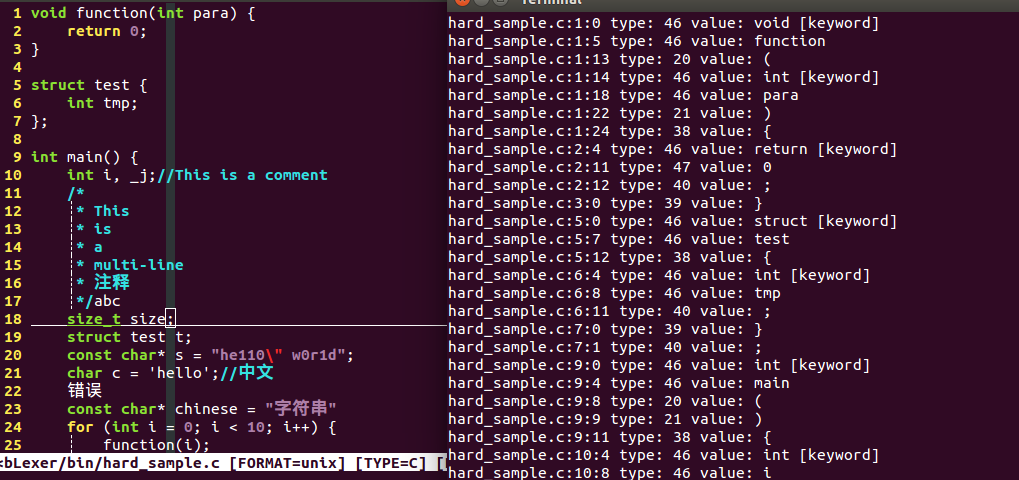 1 void function(int para) {
2     return 0;
3 }
4
5 struct test {
6     int tmp;
7 };
8
9 int main() {
10     int i, _j;//This is a comment
11     /*
12      * This
13      * is
14      * a
15      * multi-line
16      * 注释
17      */abc
18     size_t size;
19     struct test t;
20     const char* s = "he110\" w0r1d";
21     char c = 'hello';//中文
22     错误
23     const char* chinese = "字符串"
24     for (int i = 0; i < 10; i++) {
25         function(i);
<bLexer/bin/hard_sample.c [FORMAT=unix] [TYPE=C] [
Terminal
hard_sample.c:1:0 type: 46 value: void [keyword]
hard_sample.c:1:5 type: 46 value: function
hard_sample.c:1:13 type: 20 value: (
hard_sample.c:1:14 type: 46 value: int [keyword]
hard_sample.c:1:18 type: 46 value: para
hard_sample.c:1:22 type: 21 value: )
hard_sample.c:1:24 type: 38 value: {
hard_sample.c:2:4 type: 46 value: return [keyword]
hard_sample.c:2:11 type: 47 value: 0
hard_sample.c:2:12 type: 40 value: ;
hard_sample.c:3:0 type: 39 value: }
hard_sample.c:5:0 type: 46 value: struct [keyword]
hard_sample.c:5:7 type: 46 value: test
hard_sample.c:5:12 type: 38 value: {
hard_sample.c:6:4 type: 46 value: int [keyword]
hard_sample.c:6:8 type: 46 value: tmp
hard_sample.c:6:11 type: 40 value: ;
hard_sample.c:7:0 type: 39 value: }
hard_sample.c:7:1 type: 40 value: ;
hard_sample.c:9:0 type: 46 value: int [keyword]
hard_sample.c:9:4 type: 46 value: main
hard_sample.c:9:8 type: 20 value: (
hard_sample.c:9:9 type: 21 value: )
hard_sample.c:9:11 type: 38 value: {
hard_sample.c:10:4 type: 46 value: int [keyword]
hard_sample.c:10:8 type: 46 value: i